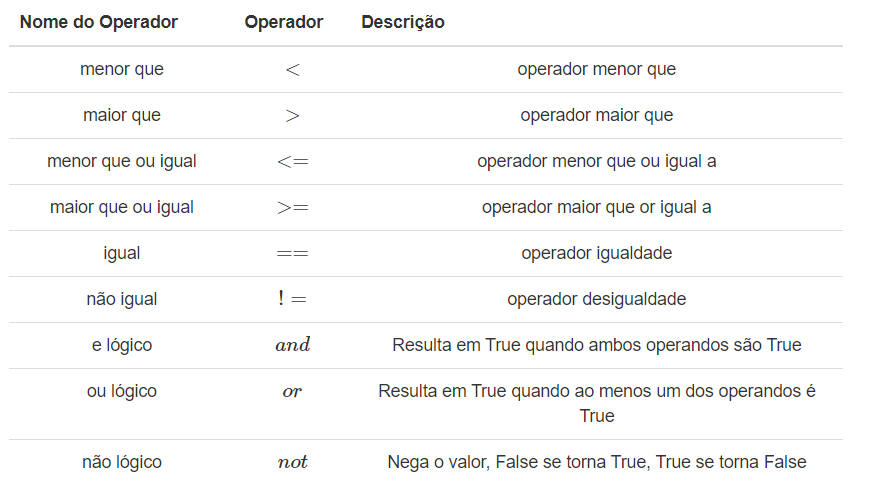 Nome do Operador Operador Descrição
menor que < operador menor que
maior que > operador maior que
menor que ou igual <= operador menor que ou igual a
maior que ou igual >= operador maior que or igual a
igual == operador igualdade
não igual ! = operador desigualdade
e lógico and Resulta em True quando ambos operandos são True
ou lógico or Resulta em True quando ao menos um dos operandos é
True
não lógico not Nega o valor, False se torna True, True se torna False